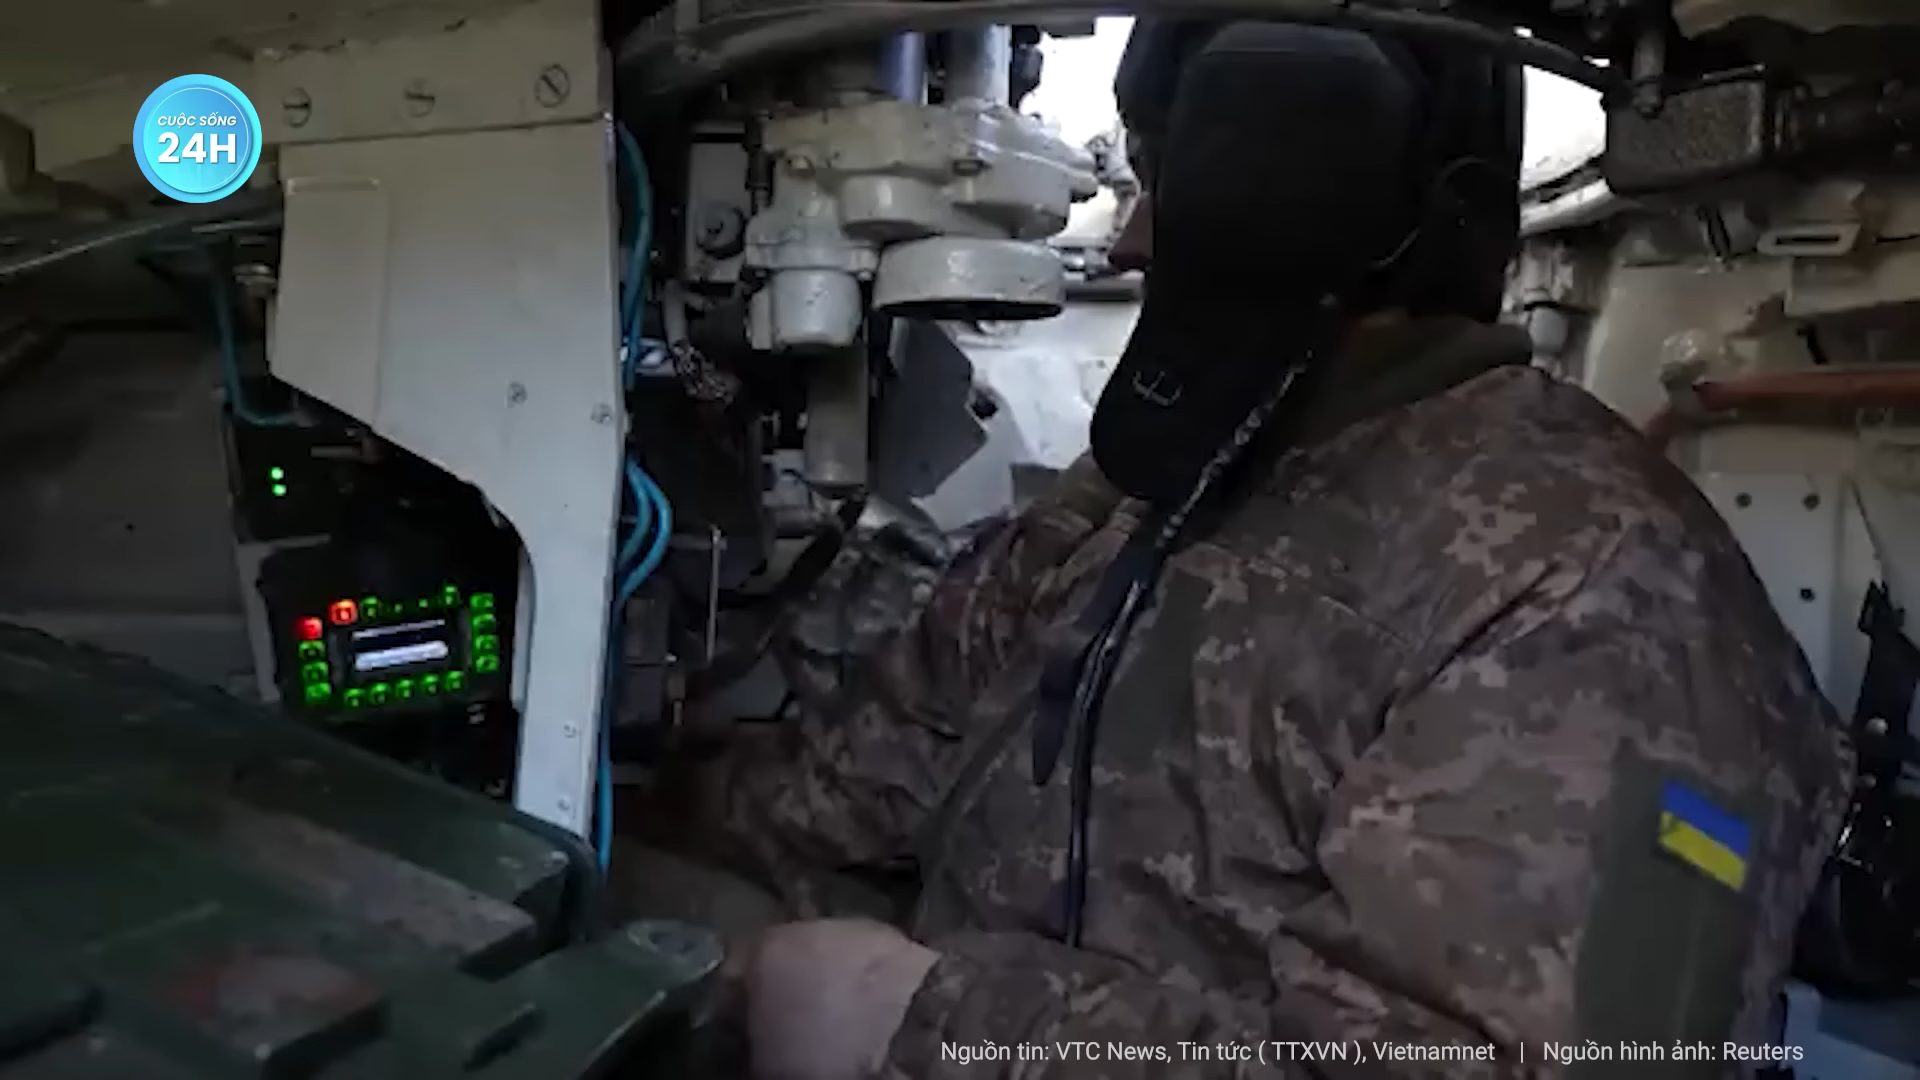 CUỘC SỐNG
24H
Nguồn tin: VTC News, Tin tức ( TTXVN ), Vietnamnet | Nguồn hình ảnh: Reuters